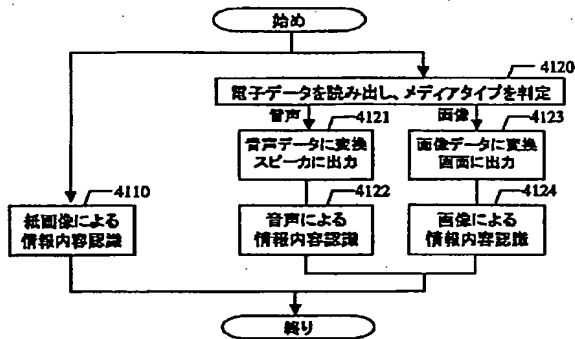 始め
4120
電子データを読み出し、メディアタイプを判定
音声
4121
画像
4123
音声データに変換
スピーカに出力
画像データに変換
画面に出力
4110
4122
4124
紙画像による
情報内容認識
音声による
情報内容認識
画像による
情報内容認識
終り